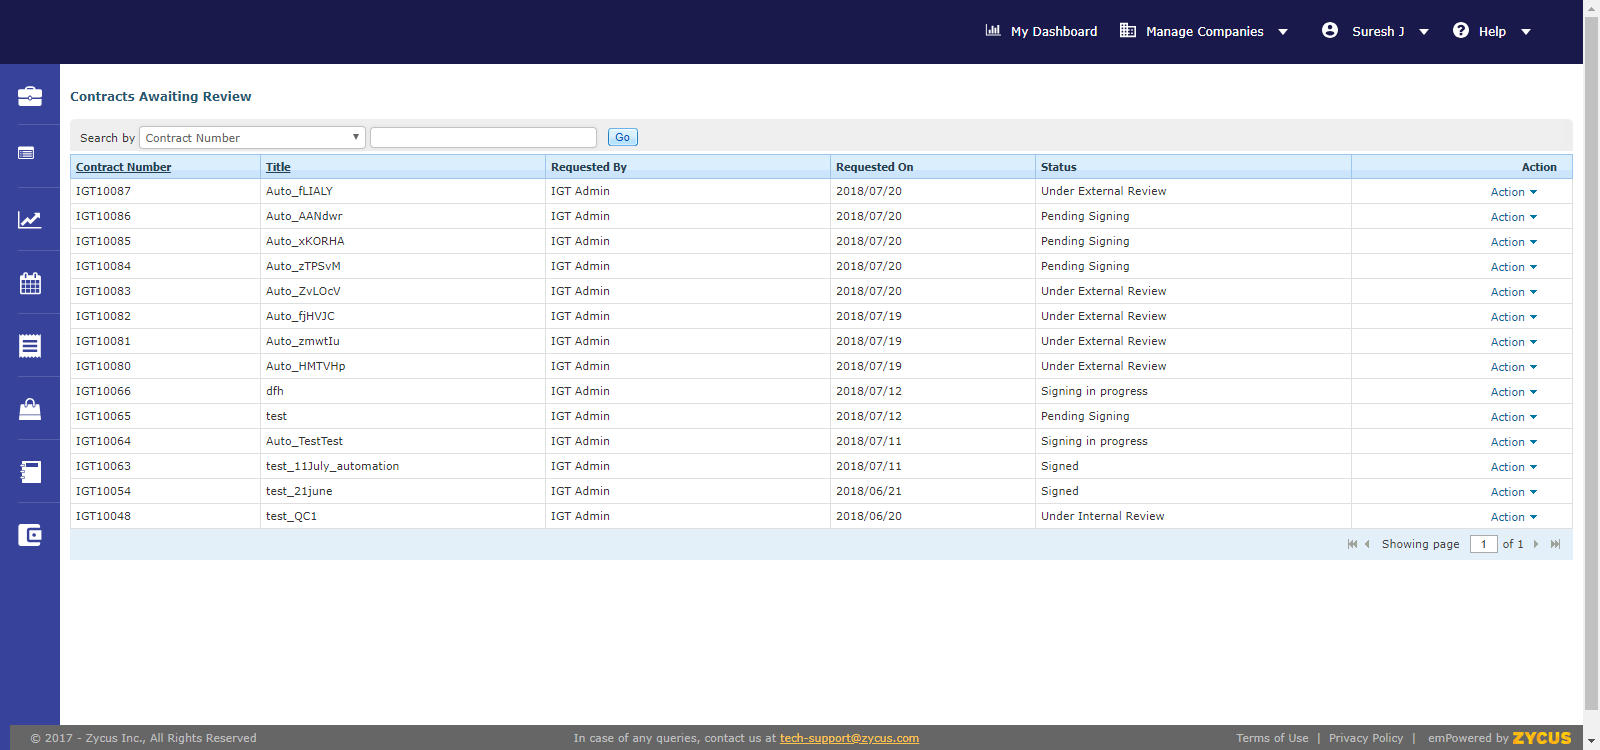 My Dashboard Manage Companies Suresh J Help
Contracts Awaiting Review
Search by Contract Number Go
Contract Number Title Requested By Requested On Status Action
IGT10087 Auto_fLIALY IGT Admin 2018/07/20 Under External Review Action
IGT10086 Auto_AANdwr IGT Admin 2018/07/20 Pending Signing Action
IGT10085 Auto_xKORHA IGT Admin 2018/07/20 Pending Signing Action
IGT10084 Auto_zTPSvM IGT Admin 2018/07/20 Pending Signing Action
IGT10083 Auto_ZvLOcV IGT Admin 2018/07/20 Under External Review Action
IGT10082 Auto_fjHVJC IGT Admin 2018/07/19 Under External Review Action
IGT10081 Auto_zmwtIu IGT Admin 2018/07/19 Under External Review Action
IGT10080 Auto_HMTVHp IGT Admin 2018/07/19 Under External Review Action
IGT10066 dfh IGT Admin 2018/07/12 Signing in progress Action
IGT10065 test IGT Admin 2018/07/12 Pending Signing Action
IGT10064 Auto_TestTest IGT Admin 2018/07/11 Signing in progress Action
IGT10063 test_11July_automation IGT Admin 2018/07/11 Signed Action
IGT10054 test_21june IGT Admin 2018/06/21 Signed Action
IGT10048 test_QC1 IGT Admin 2018/06/20 Under Internal Review Action
Showing page 1 of 1
© 2017 - Zycus Inc., All Rights Reserved In case of any queries, contact us at tech-support@zycus.com Terms of Use | Privacy Policy | emPowered by ZYCUS